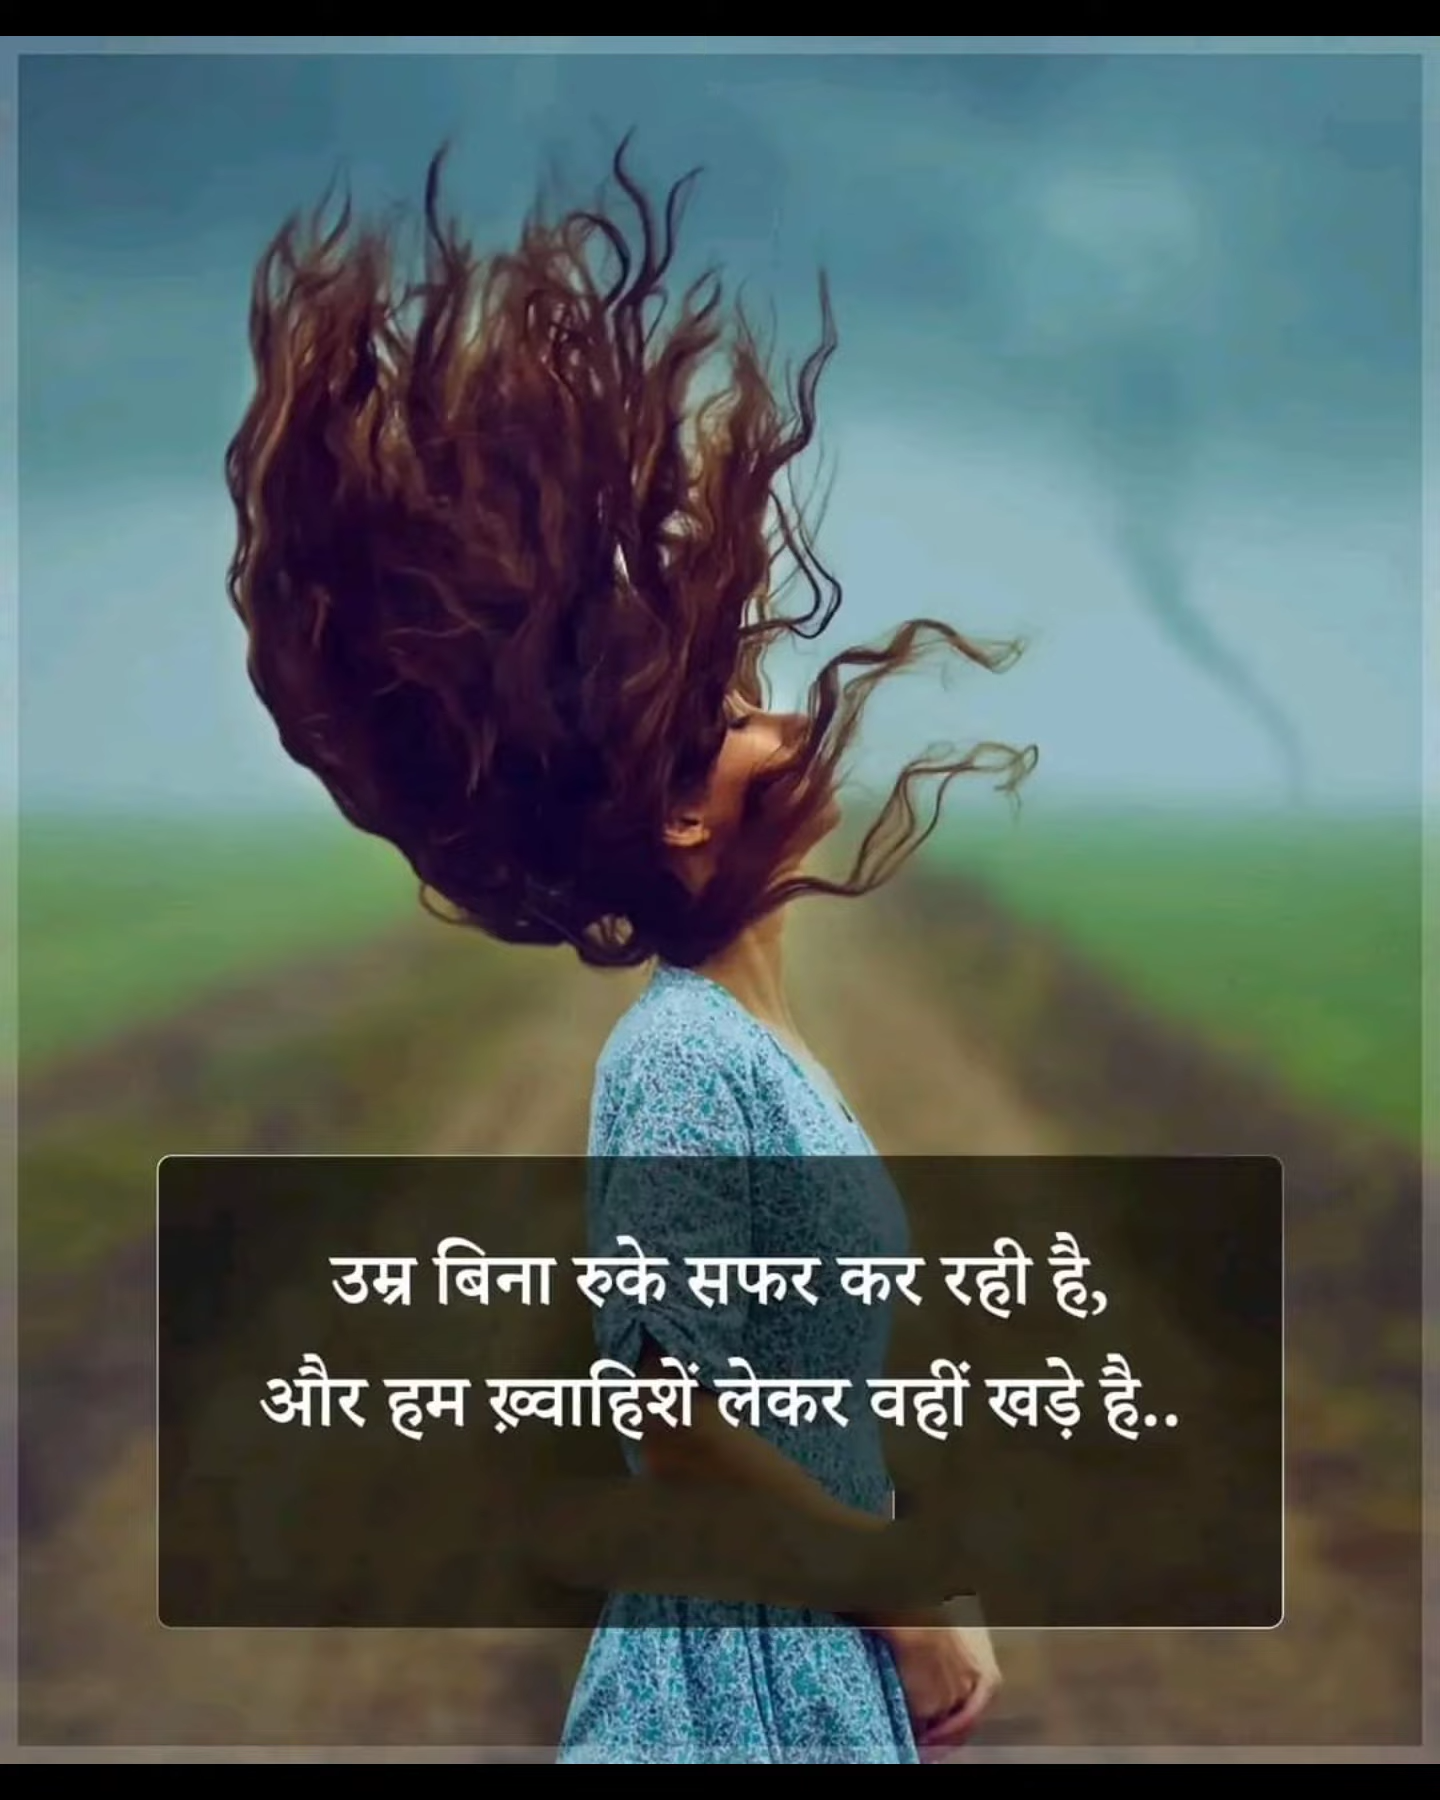 उम्र बिना रुके सफर कर रही है,
और हम ख़्वाहिशें लेकर वहीं खड़े है..